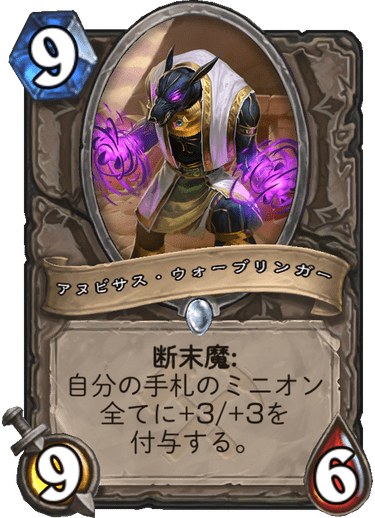 9
アヌビサス・ウォーブリンガー
断末魔:
自分の手札のミニオン
全てに+3/+3を
付与する。
9
6